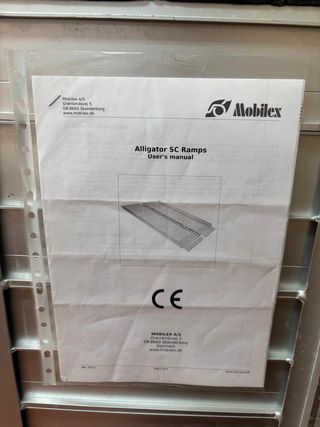 Mobilex A/S
Grønlandsvej 5
DK-8660 Skanderborg
www.mobilex.dk
Mobilex
Alligator SC Ramps
User's manual
CE
MOBILEX A/S
Grønlandsvej 5
DK-8660 Skanderborg
Danmark
www.mobilex.dk